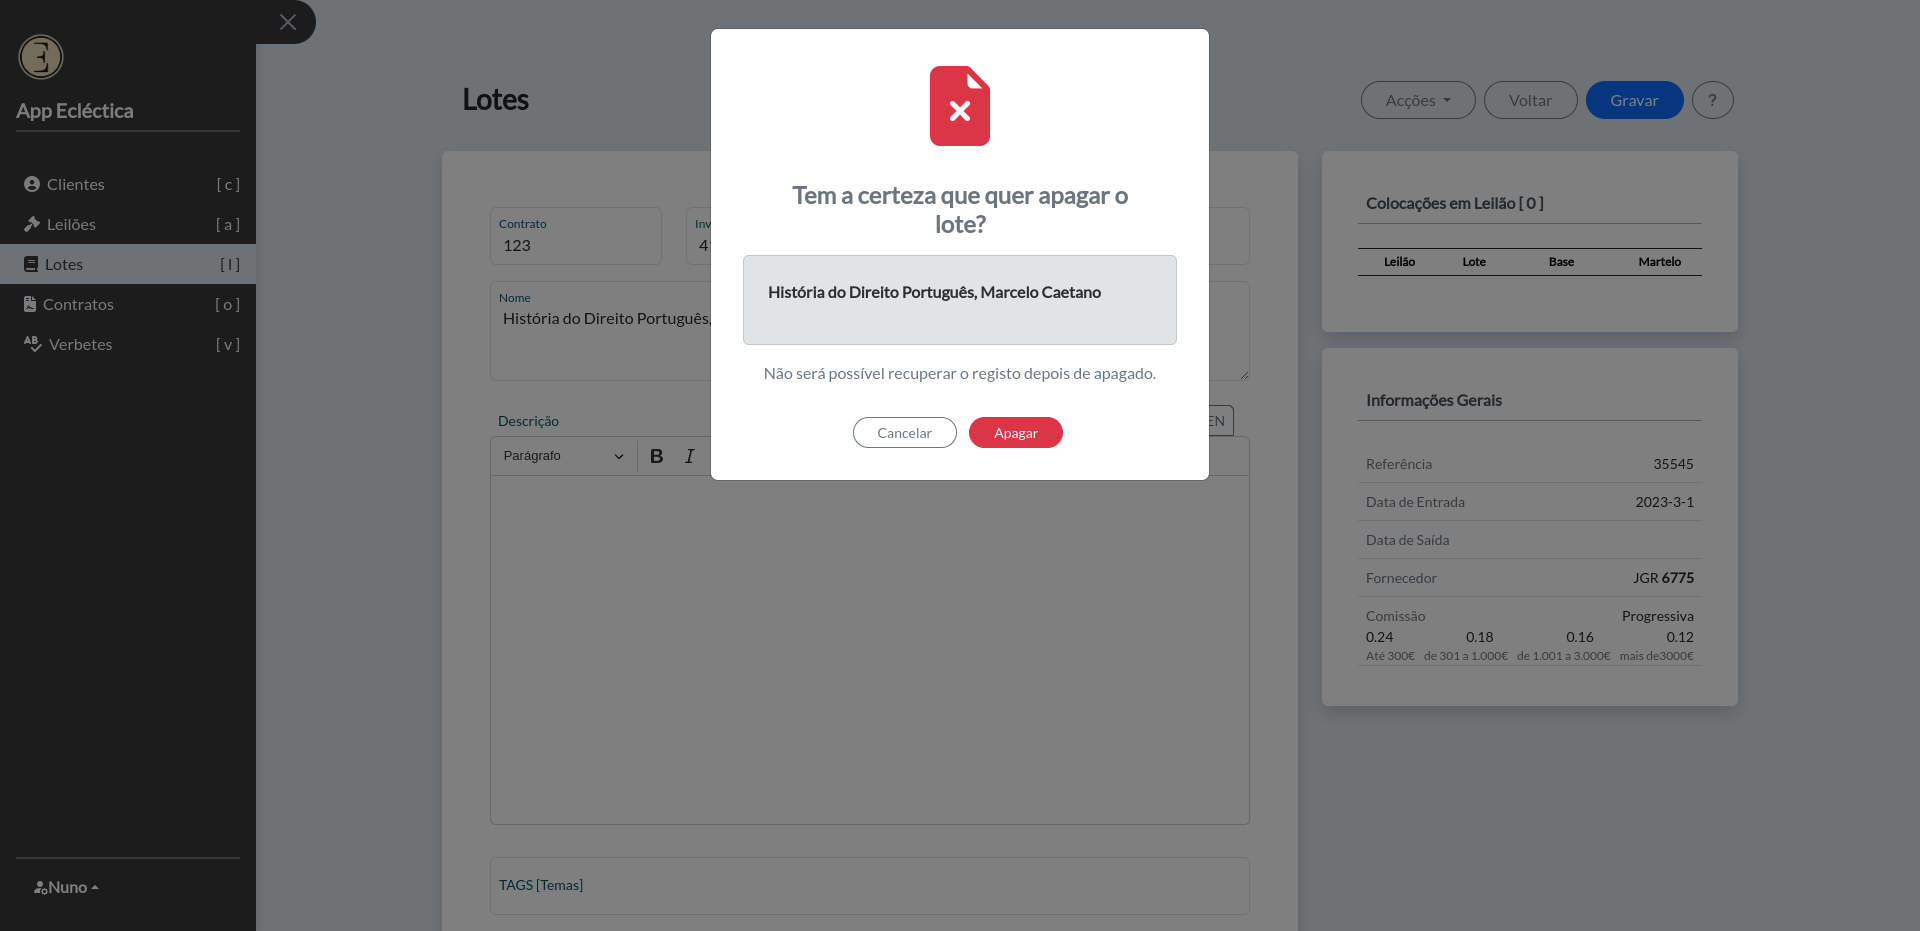 App Ecléctica
Clientes [ c ]
Leilões [ a ]
Lotes [ l ]
Contratos [ o ]
Verbetes [ v ]
Nuno
Lotes
Acções
Voltar
Gravar
?
Contrato
123
Nome
História do Direito Português,
Descrição
EN
Parágrafo
B I
TAGS [Temas]
Tem a certeza que quer apagar o
lote?
História do Direito Português, Marcelo Caetano
Não será possível recuperar o registo depois de apagado.
Cancelar
Apagar
Colocações em Leilão [ 0 ]
Leilão Lote Base Martelo
Informações Gerais
Referência 35545
Data de Entrada 2023-3-1
Data de Saída
Fornecedor JGR 6775
Comissão Progressiva
0.24 0.18 0.16 0.12
Até 300€ de 301 a 1.000€ de 1.001 a 3.000€ mais de3000€